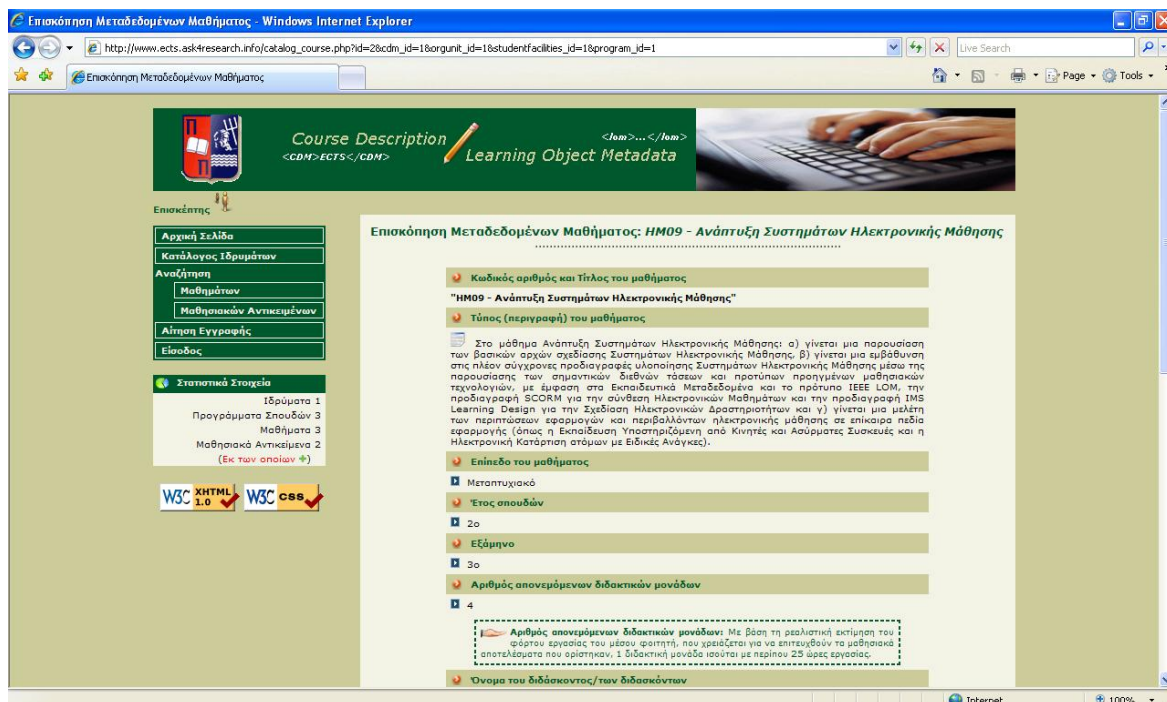 Επισκόπηση Μεταδεδομένων Μαθήματος - Windows Internet Explorer
http://www.ects.ask4research.info/catalog_course.php?id=2&cdm_id=1&orgunit_id=1&studentfacilities_id=1&program_id=1
Live Search
Επισκόπηση Μεταδεδομένων Μαθήματος
Page
Tools
Course Description
<CDM>ECTS</CDM>
<lom>...</lom>
Learning Object Metadata
Επισκέπτης
Αρχική Σελίδα
Κατάλογος Ιδρυμάτων
Αναζήτηση
Μαθημάτων
Μαθησιακών Αντικειμένων
Αίτηση Εγγραφής
Είσοδος
Στατιστικά Στοιχεία
Ιδρύματα 1
Προγράμματα Σπουδών 3
Μαθήματα 3
Μαθησιακά Αντικείμενα 2
(Εκ των οποίων +)
W3C XHTML 1.0
W3C css
Επισκόπηση Μεταδεδομένων Μαθήματος: ΗΜ09 - Ανάπτυξη Συστημάτων Ηλεκτρονικής Μάθησης
Κωδικός αριθμός και Τίτλος του μαθήματος
"ΗΜ09 - Ανάπτυξη Συστημάτων Ηλεκτρονικής Μάθησης"
Τύπος (περιγραφή) του μαθήματος
Στο μάθημα Ανάπτυξη Συστημάτων Ηλεκτρονικής Μάθησης: α) γίνεται μια παρουσίαση
των βασικών αρχών σχεδίασης Συστημάτων Ηλεκτρονικής Μάθησης, β) γίνεται μια εμβάθυνση
στις πλέον σύγχρονες προδιαγραφές υλοποίησης Συστημάτων Ηλεκτρονικής Μάθησης μέσω της
παρουσίασης των σημαντικών διεθνών τάσεων και προτύπων προηγμένων μαθησιακών
τεχνολογιών, με έμφαση στα Εκπαιδευτικά Μεταδεδομένα και το πρότυπο IEEE LOM, την
προδιαγραφή SCORM για την σύνθεση Ηλεκτρονικών Μαθημάτων και την προδιαγραφή IMS
Learning Design για την Σχεδίαση Ηλεκτρονικών Δραστηριοτήτων και γ) γίνεται μια μελέτη
των περιπτώσεων εφαρμογών και περιβαλλόντων ηλεκτρονικής μάθησης σε επίκαιρα πεδία
εφαρμογής (όπως η Εκπαίδευση Υποστηριζόμενη από Κινητές και Ασύρματες Συσκευές και η
Ηλεκτρονική Κατάρτιση ατόμων με Ειδικές Ανάγκες).
Επίπεδο του μαθήματος
Μεταπτυχιακό
Έτος σπουδών
2ο
Εξάμηνο
3ο
Αριθμός απονεμόμενων διδακτικών μονάδων
4
Αριθμός απονεμόμενων διδακτικών μονάδων: Με βάση τη ρεαλιστική εκτίμηση του
φόρτου εργασίας του μέσου φοιτητή, που χρειάζεται για να επιτευχθούν τα μαθησιακά
αποτελέσματα που ορίστηκαν, 1 διδακτική μονάδα ισούται με περίπου 25 ώρες εργασίας.
Όνομα του διδάσκοντος/των διδασκόντων
Internet
100%